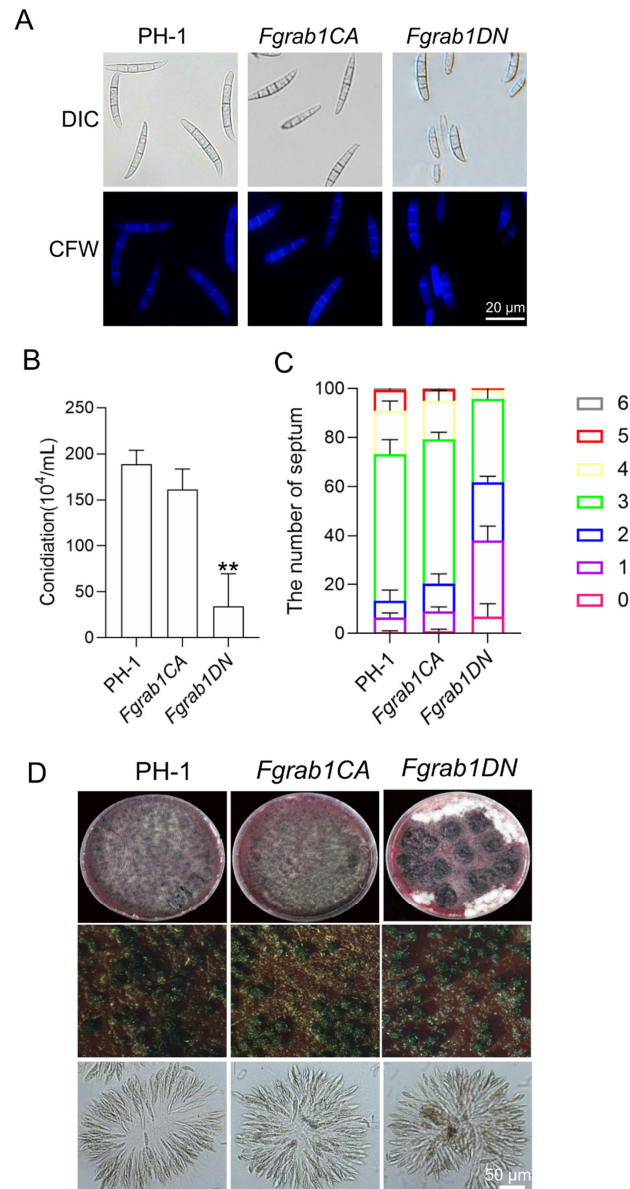 A
PH-1 Fgrab1CA Fgrab1DN
DIC
CFW
20 μm
B
Conidiation(10⁴/mL)
250
200
150
100
50
0
**
PH-1 Fgrab1CA Fgrab1DN
C
The number of septum
100
80
60
40
20
0
PH-1 Fgrab1CA Fgrab1DN
6
5
4
3
2
1
0
D
PH-1 Fgrab1CA Fgrab1DN
50 μm